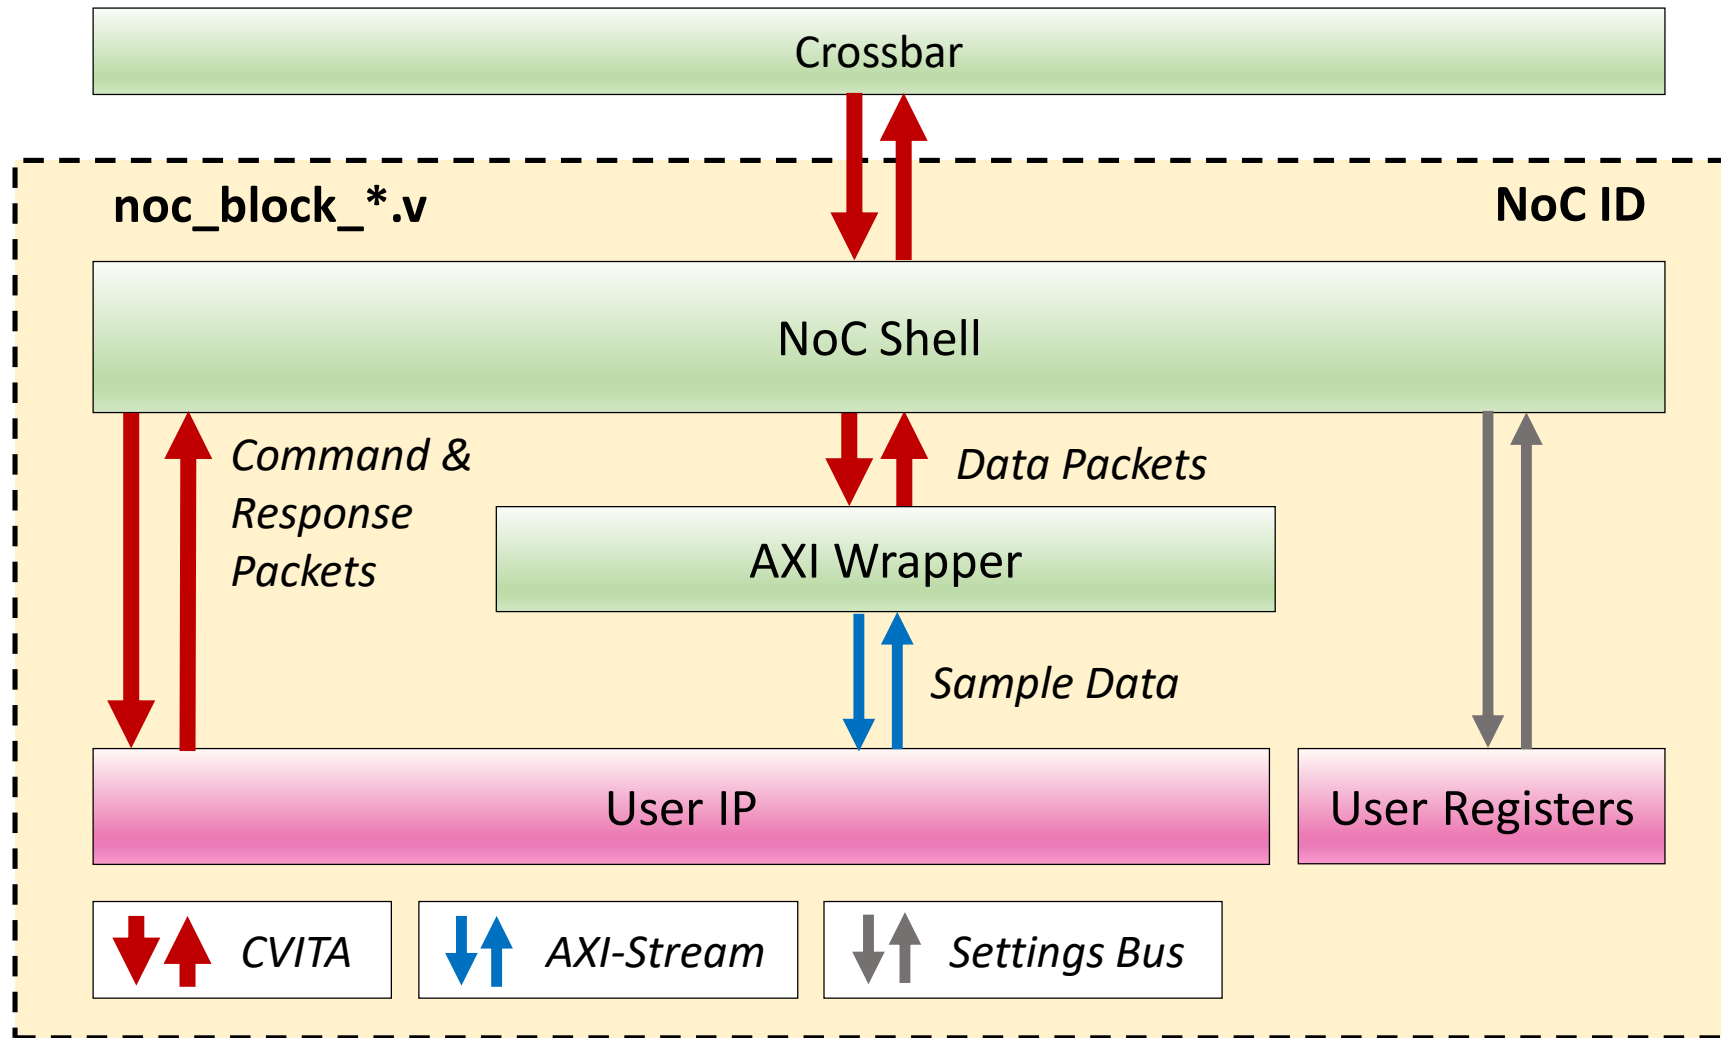 Crossbar
noc_block_*.v
NoC ID
NoC Shell
Command &
Response
Packets
Data Packets
AXI Wrapper
Sample Data
User IP
User Registers
CVITA
AXI-Stream
Settings Bus